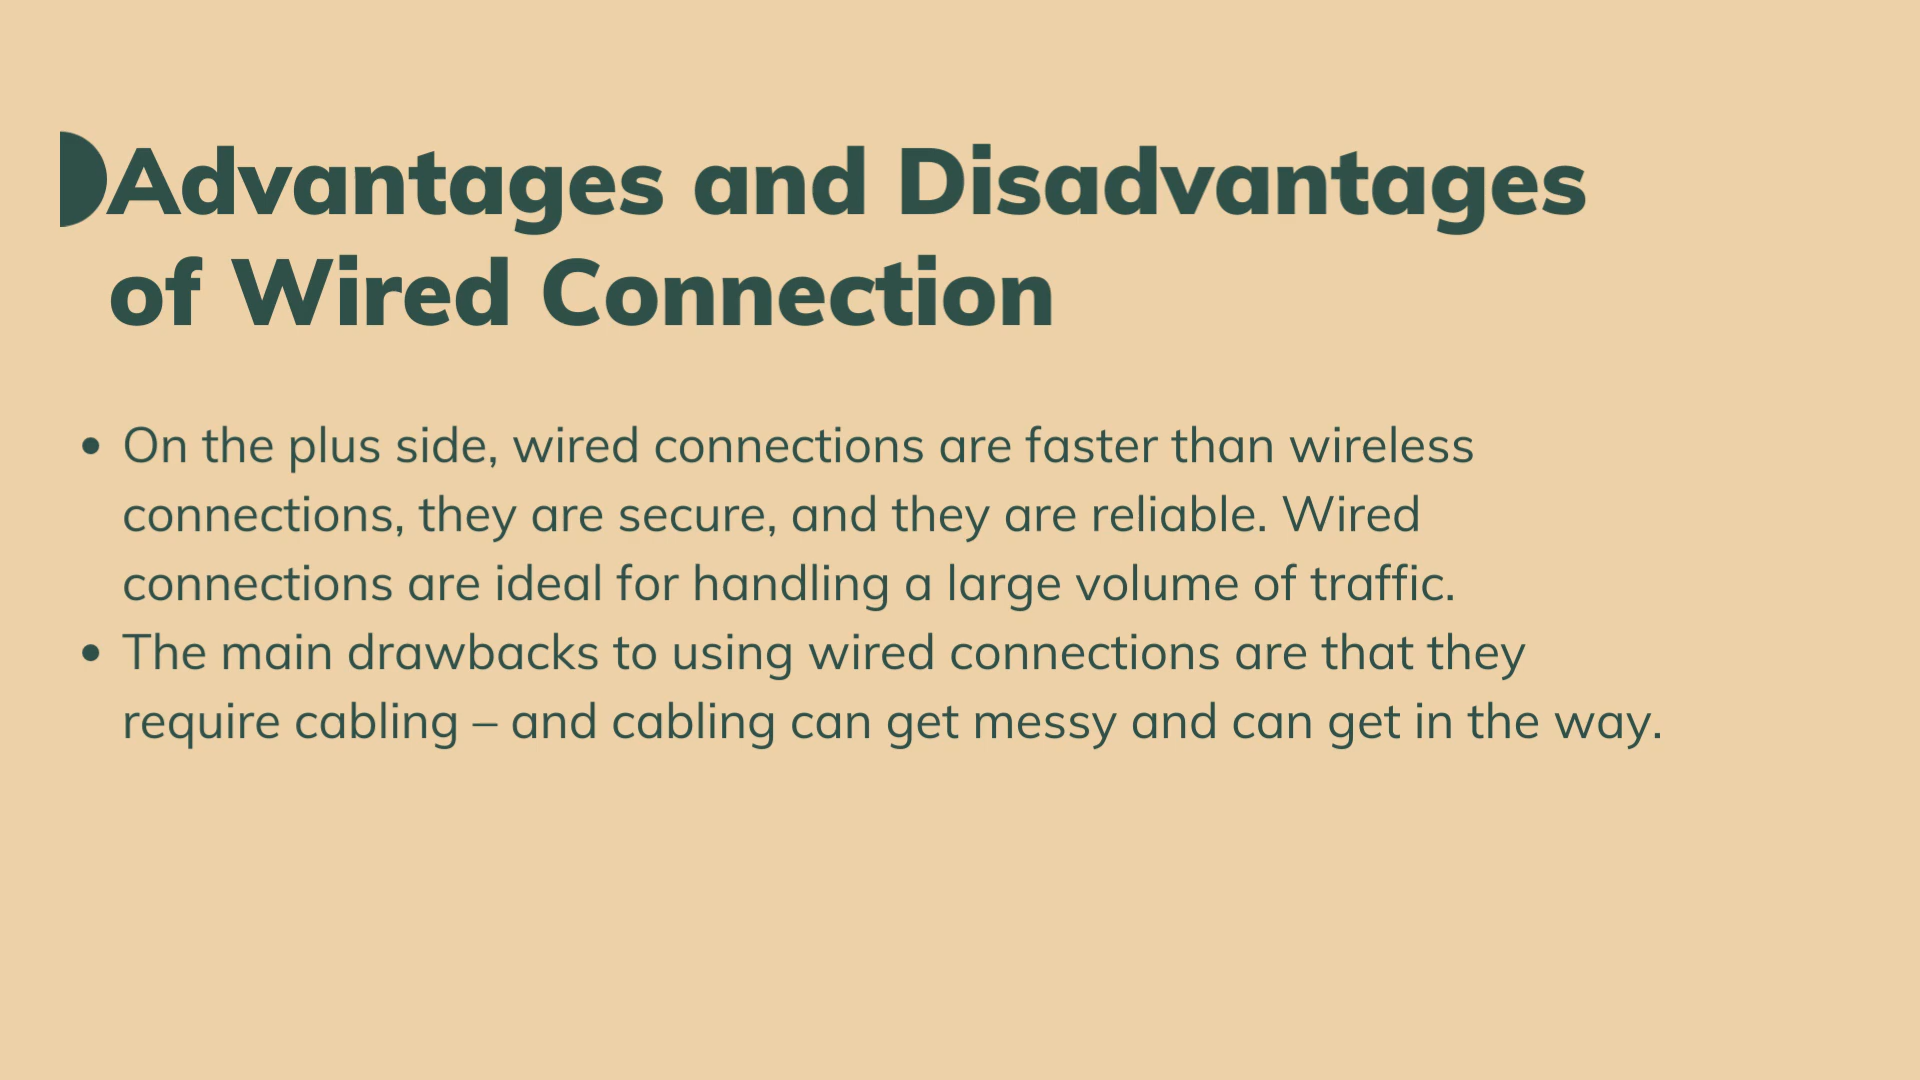 Advantages and Disadvantages
of Wired Connection
• On the plus side, wired connections are faster than wireless
connections, they are secure, and they are reliable. Wired
connections are ideal for handling a large volume of traffic.
• The main drawbacks to using wired connections are that they
require cabling – and cabling can get messy and can get in the way.